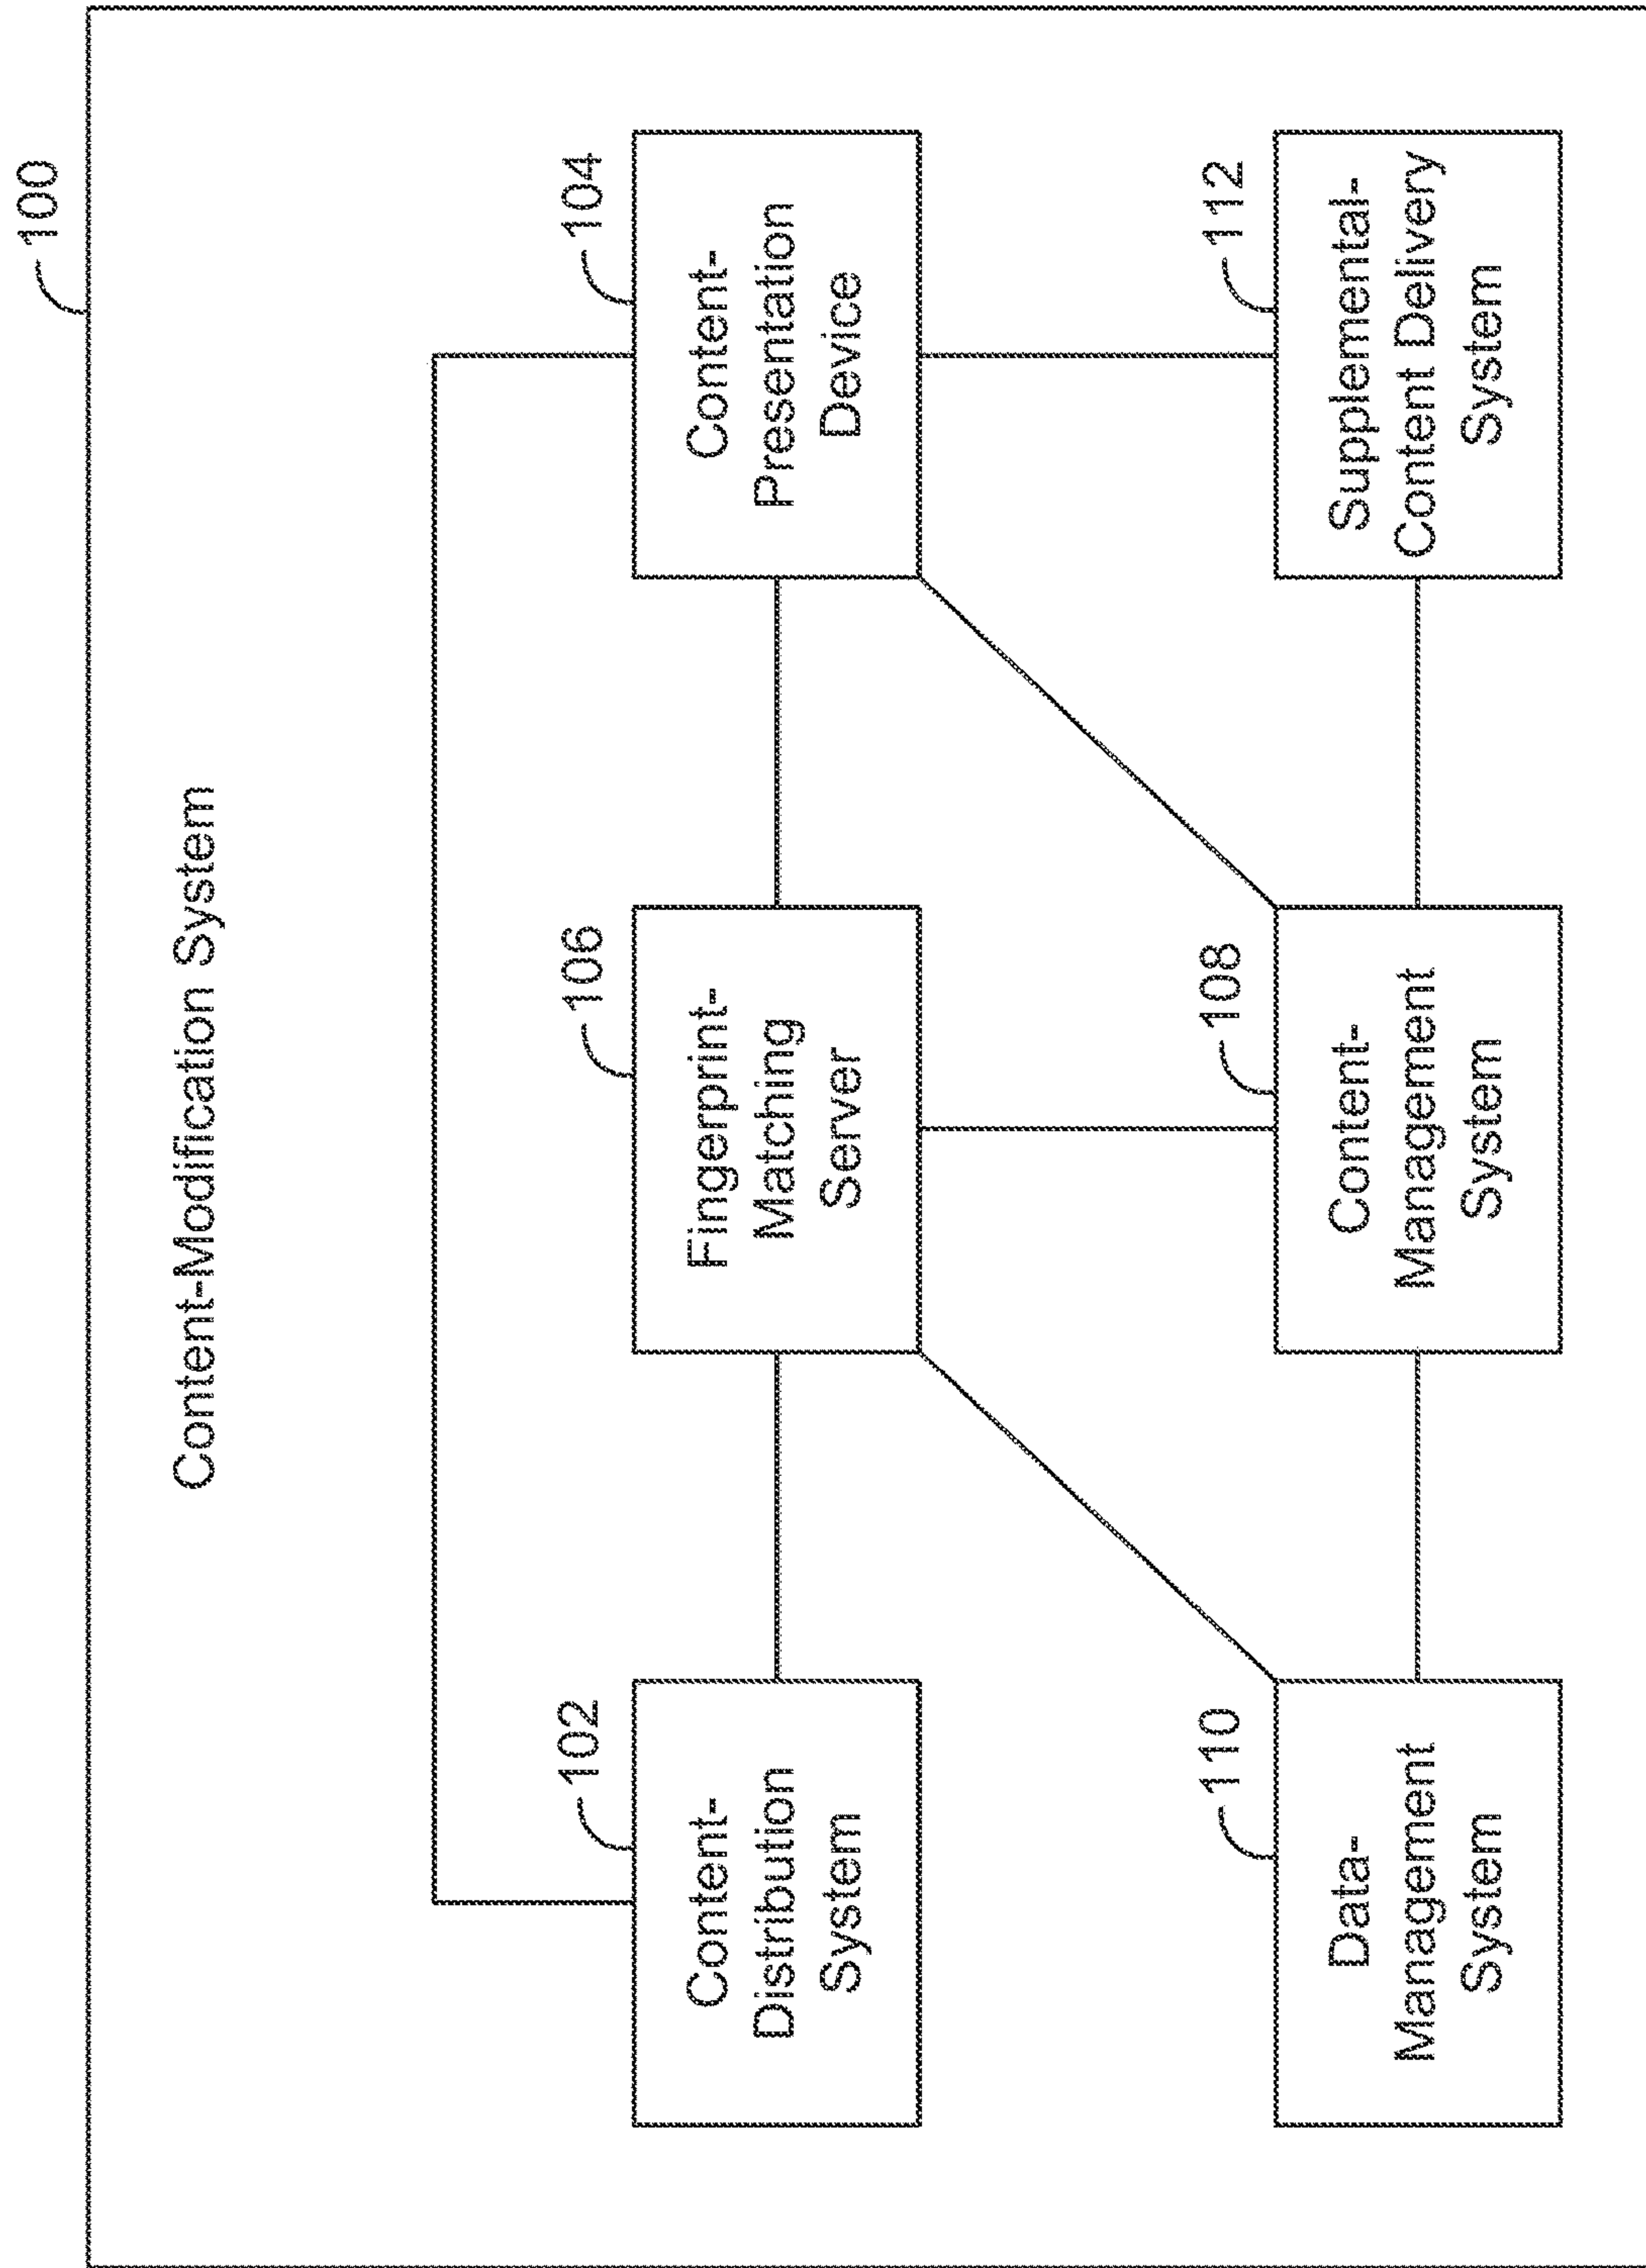 100
Content-Modification System
102
Content-
Distribution
System
106
Fingerprint-
Matching
Server
104
Content-
Presentation
Device
110
Data-
Management
System
108
Content-
Management
System
112
Supplemental-
Content Delivery
System